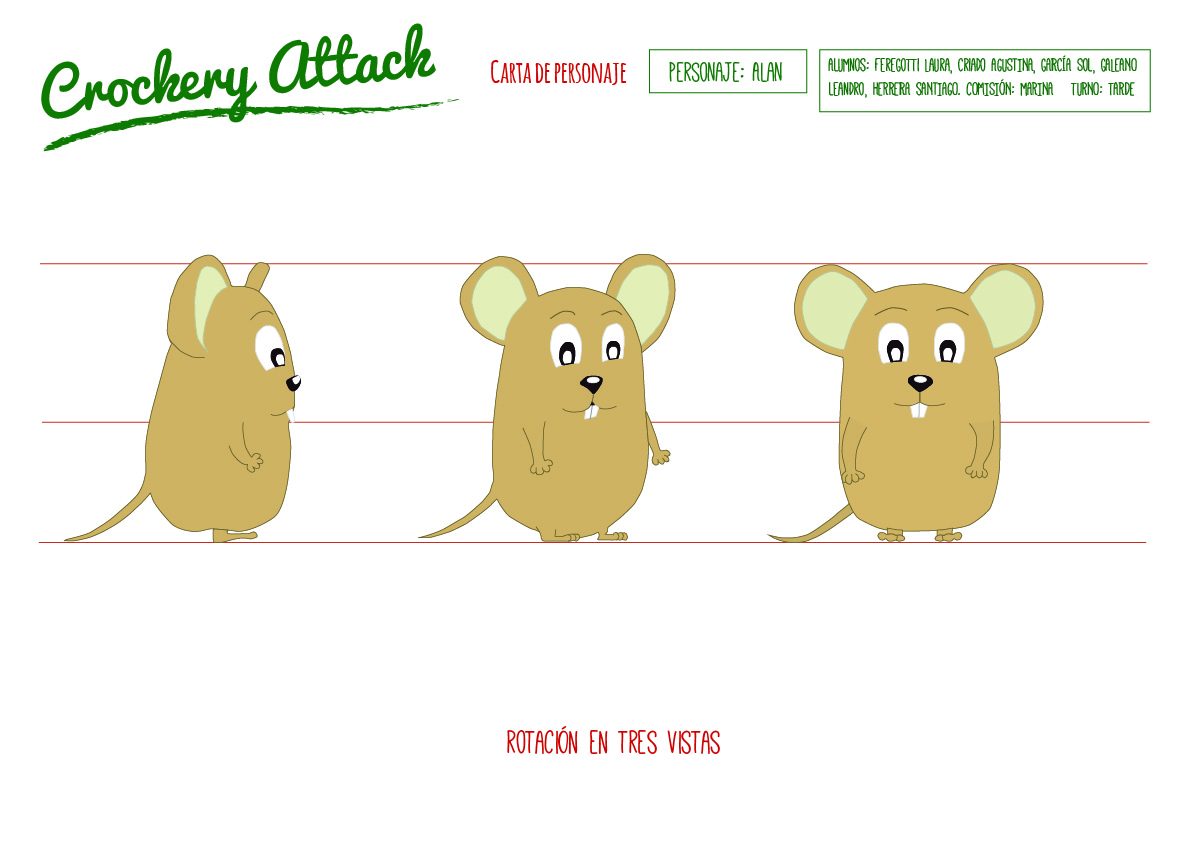 Crockery Attack
CARTA DE PERSONAJE
PERSONAJE: ALAN
ALUMNOS: FEREGOTTI LAURA, CRIADO AGUSTINA, GARCÍA SOL, GALEANO
LEANDRO, HERRERA SANTIAGO. COMISIÓN: MARINA TURNO: TARDE
ROTACIÓN EN TRES VISTAS